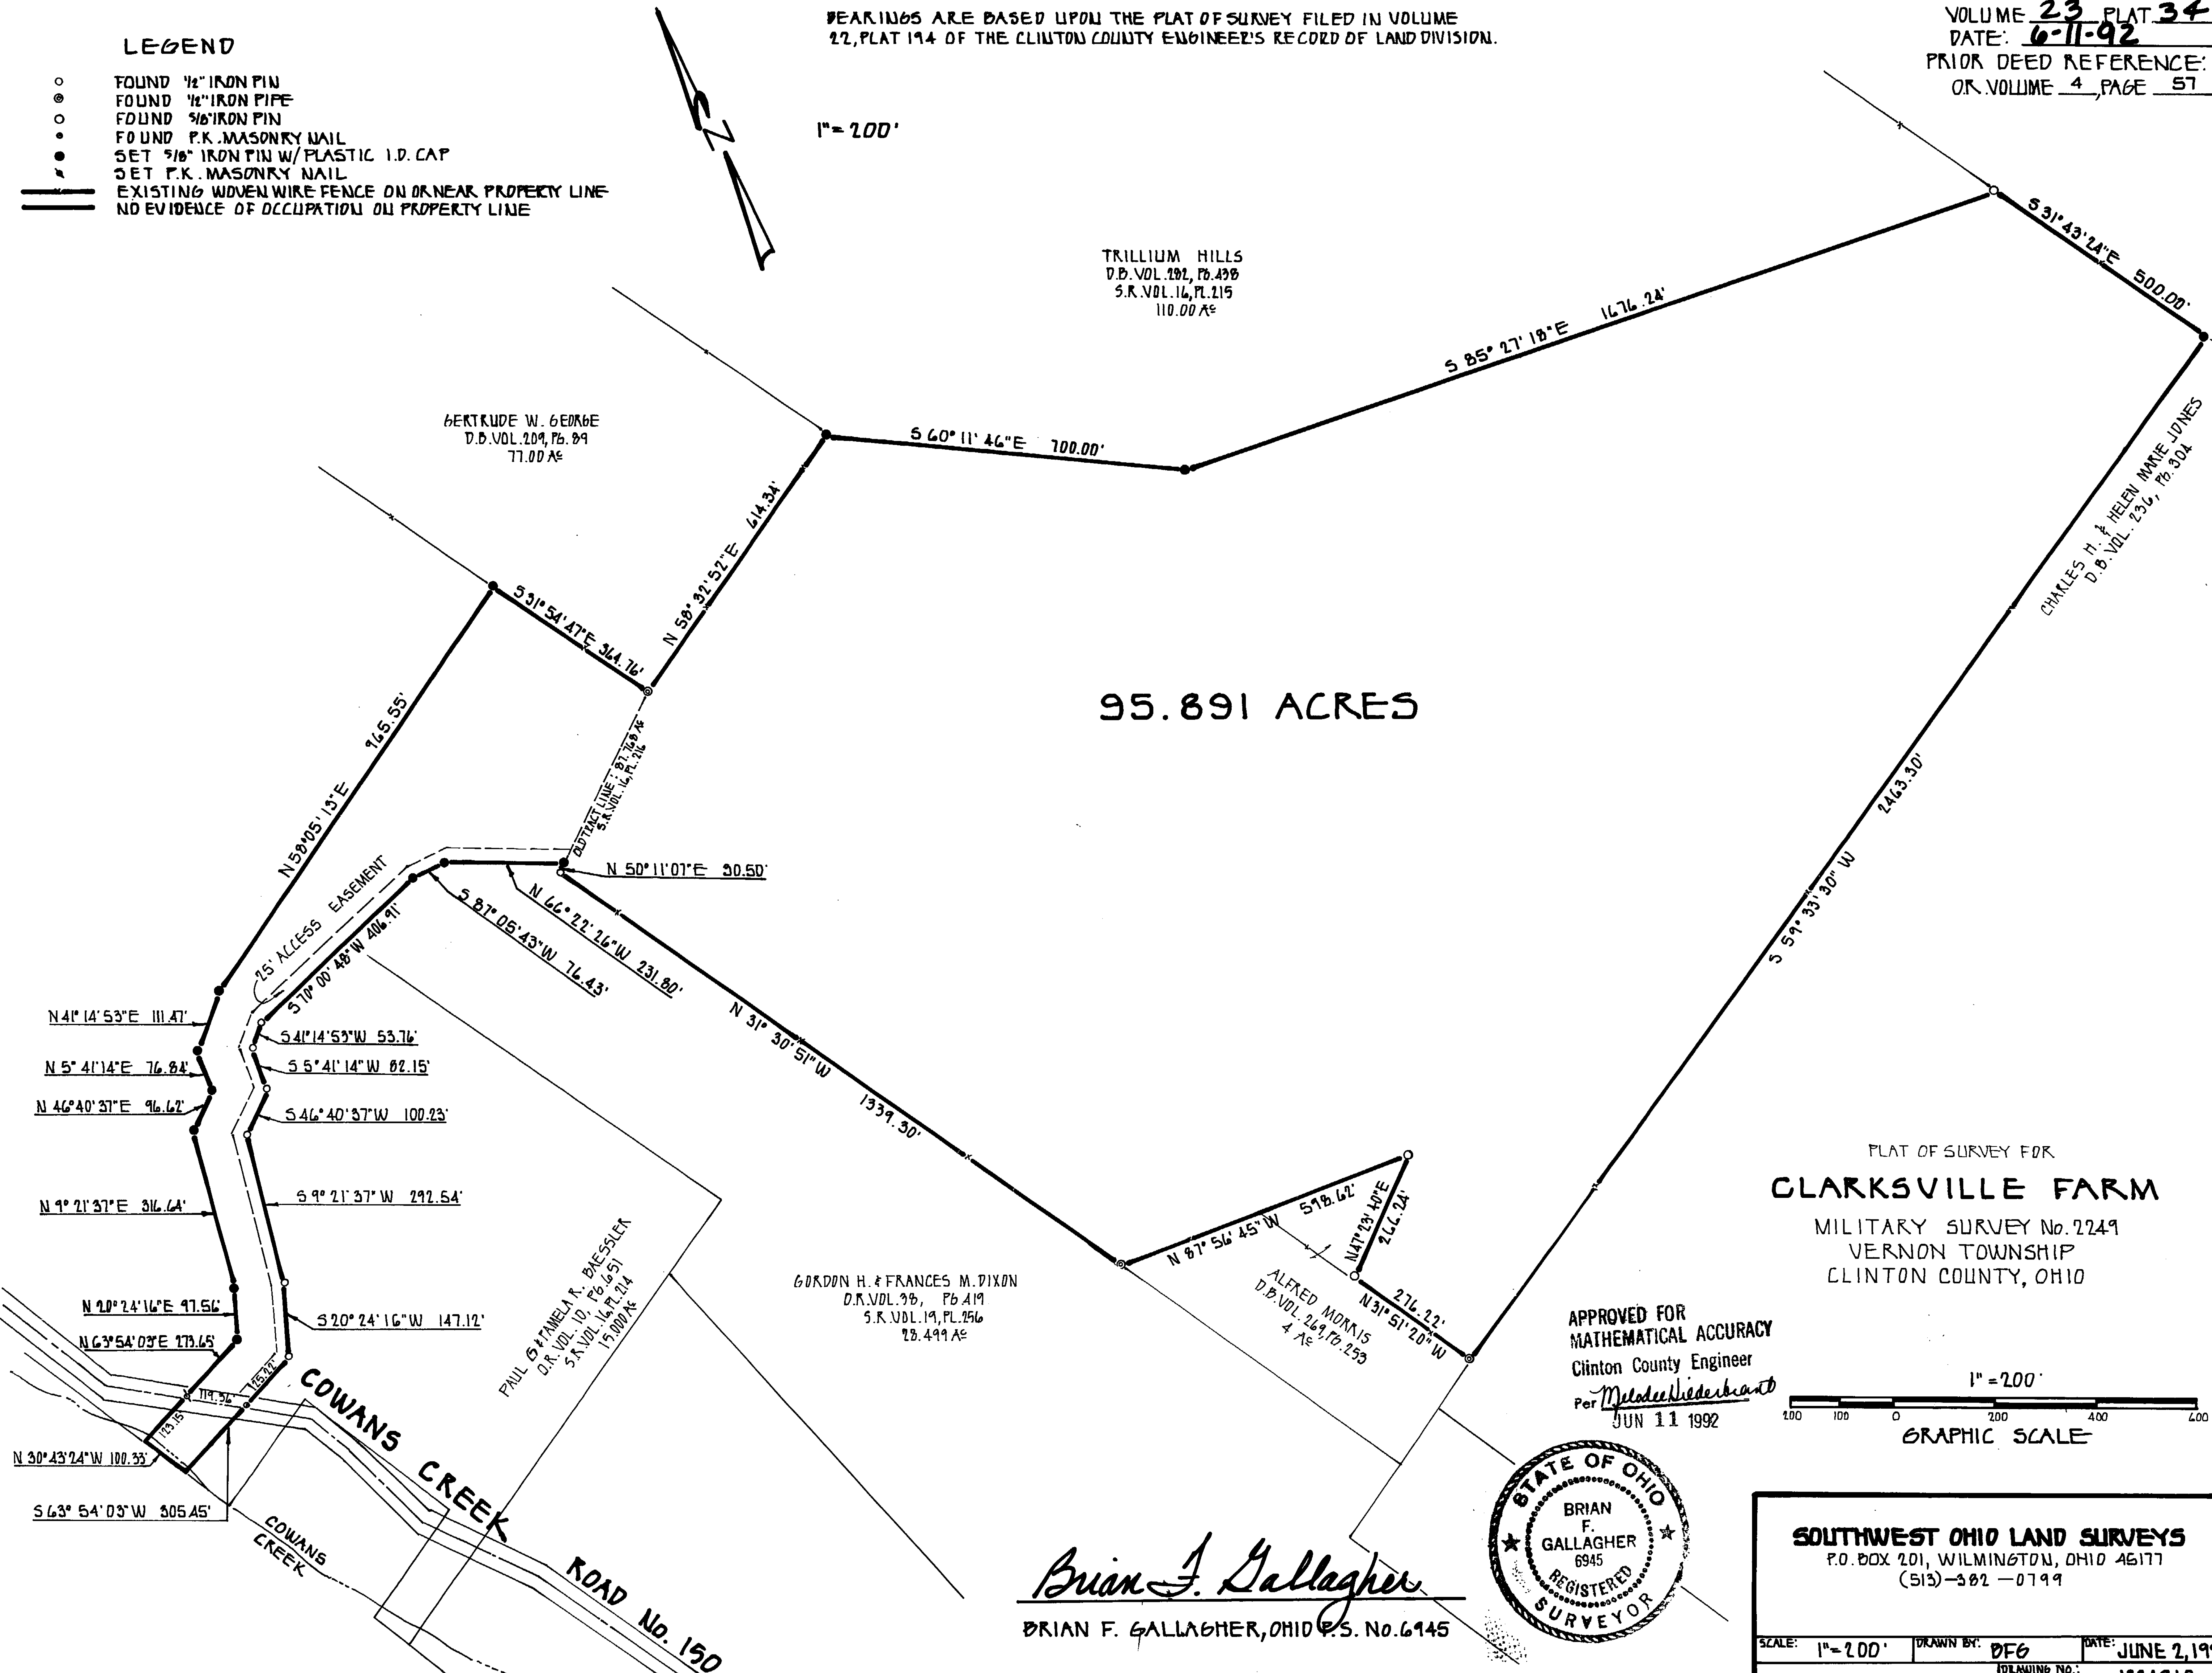 BEARINGS ARE BASED UPON THE PLAT OF SURVEY FILED IN VOLUME
22, PLAT 194 OF THE CLINTON COUNTY ENGINEER'S RECORD OF LAND DIVISION.
VOLUME 23 PLAT 34
DATE: 6-11-92
PRIOR DEED REFERENCE:
O.R. VOLUME 4, PAGE 57
LEGEND
FOUND 1/2" IRON PIN
FOUND 1/2" IRON PIPE
FOUND 5/8" IRON PIN
FOUND P.K. MASONRY NAIL
SET 5/8" IRON PIN W/ PLASTIC I.D. CAP
SET P.K. MASONRY NAIL
EXISTING WOVEN WIRE FENCE ON OR NEAR PROPERTY LINE
NO EVIDENCE OF OCCUPATION ON PROPERTY LINE
N
1"= 200'
TRILLIUM HILLS
D.B. VOL. 282, PG. 438
S.R. VOL. 16, PL. 215
110.00 Ac
S 31° 43' 24" E 500.00'
S 85° 27' 18" E 1676.24'
GERTRUDE W. GEORGE
D.B. VOL. 209, PG. 89
77.00 Ac
S 60° 11' 46" E 700.00'
N 58° 32' 52" E 614.34'
CHARLES H. & HELEN MARIE JONES
D.B. VOL. 236, PG. 304
S 31° 54' 47" E 364.76'
95.891 ACRES
N 58° 05' 13" E 965.55'
OLD TRACT LINE: 87.768 Ac
S.R. VOL. 16, PL. 216
S 59° 33' 30" W 2463.30'
N 50° 11' 07" E 30.50'
N 66° 22' 26" W 231.80'
S 87° 05' 43" W 76.43'
25' ACCESS EASEMENT
S 70° 00' 48" W 406.91'
N 41° 14' 53" E 111.47'
S 41° 14' 53" W 53.76'
N 5° 41' 14" E 76.84'
S 5° 41' 14" W 82.15'
N 46° 40' 37" E 96.62'
S 46° 40' 37" W 100.23'
N 31° 30' 51" W 1339.30'
N 9° 21' 37" E 316.64'
S 9° 21' 37" W 292.54'
N 87° 56' 45" W 598.62'
N 47° 23' 40" E 266.24'
N 31° 51' 20" W 276.22'
ALFRED MORRIS
D.B. VOL. 269, PG. 253
4 Ac
PAUL G & PAMELA R. BAESSLER
O.R. VOL. 10, PG. 651
S.R. VOL. 16, PL. 214
15.000 Ac
GORDON H. & FRANCES M. DIXON
O.R. VOL. 38, PG. 419
S.R. VOL. 19, PL. 256
28.499 Ac
N 20° 24' 16" E 97.56'
S 20° 24' 16" W 147.12'
N 63° 54' 03" E 273.65'
119.56'
125.22'
123.15'
N 30° 43' 24" W 100.33'
S 63° 54' 03" W 305.45'
COWANS CREEK ROAD No. 150
COWANS
CREEK
PLAT OF SURVEY FOR
CLARKSVILLE FARM
MILITARY SURVEY No. 2249
VERNON TOWNSHIP
CLINTON COUNTY, OHIO
APPROVED FOR
MATHEMATICAL ACCURACY
Clinton County Engineer
Per
JUN 11 1992
1" = 200'
200 100 0 200 400 600
GRAPHIC SCALE
STATE OF OHIO
BRIAN
F.
GALLAGHER
6945
REGISTERED
SURVEYOR
Brian F. Gallagher
BRIAN F. GALLAGHER, OHIO P.S. No. 6945
SOUTHWEST OHIO LAND SURVEYS
P.O. BOX 201, WILMINGTON, OHIO 45177
(513)-382-0799
SCALE: 1"=200' DRAWN BY: BFG DATE: JUNE 2, 19
DRAWING NO.: